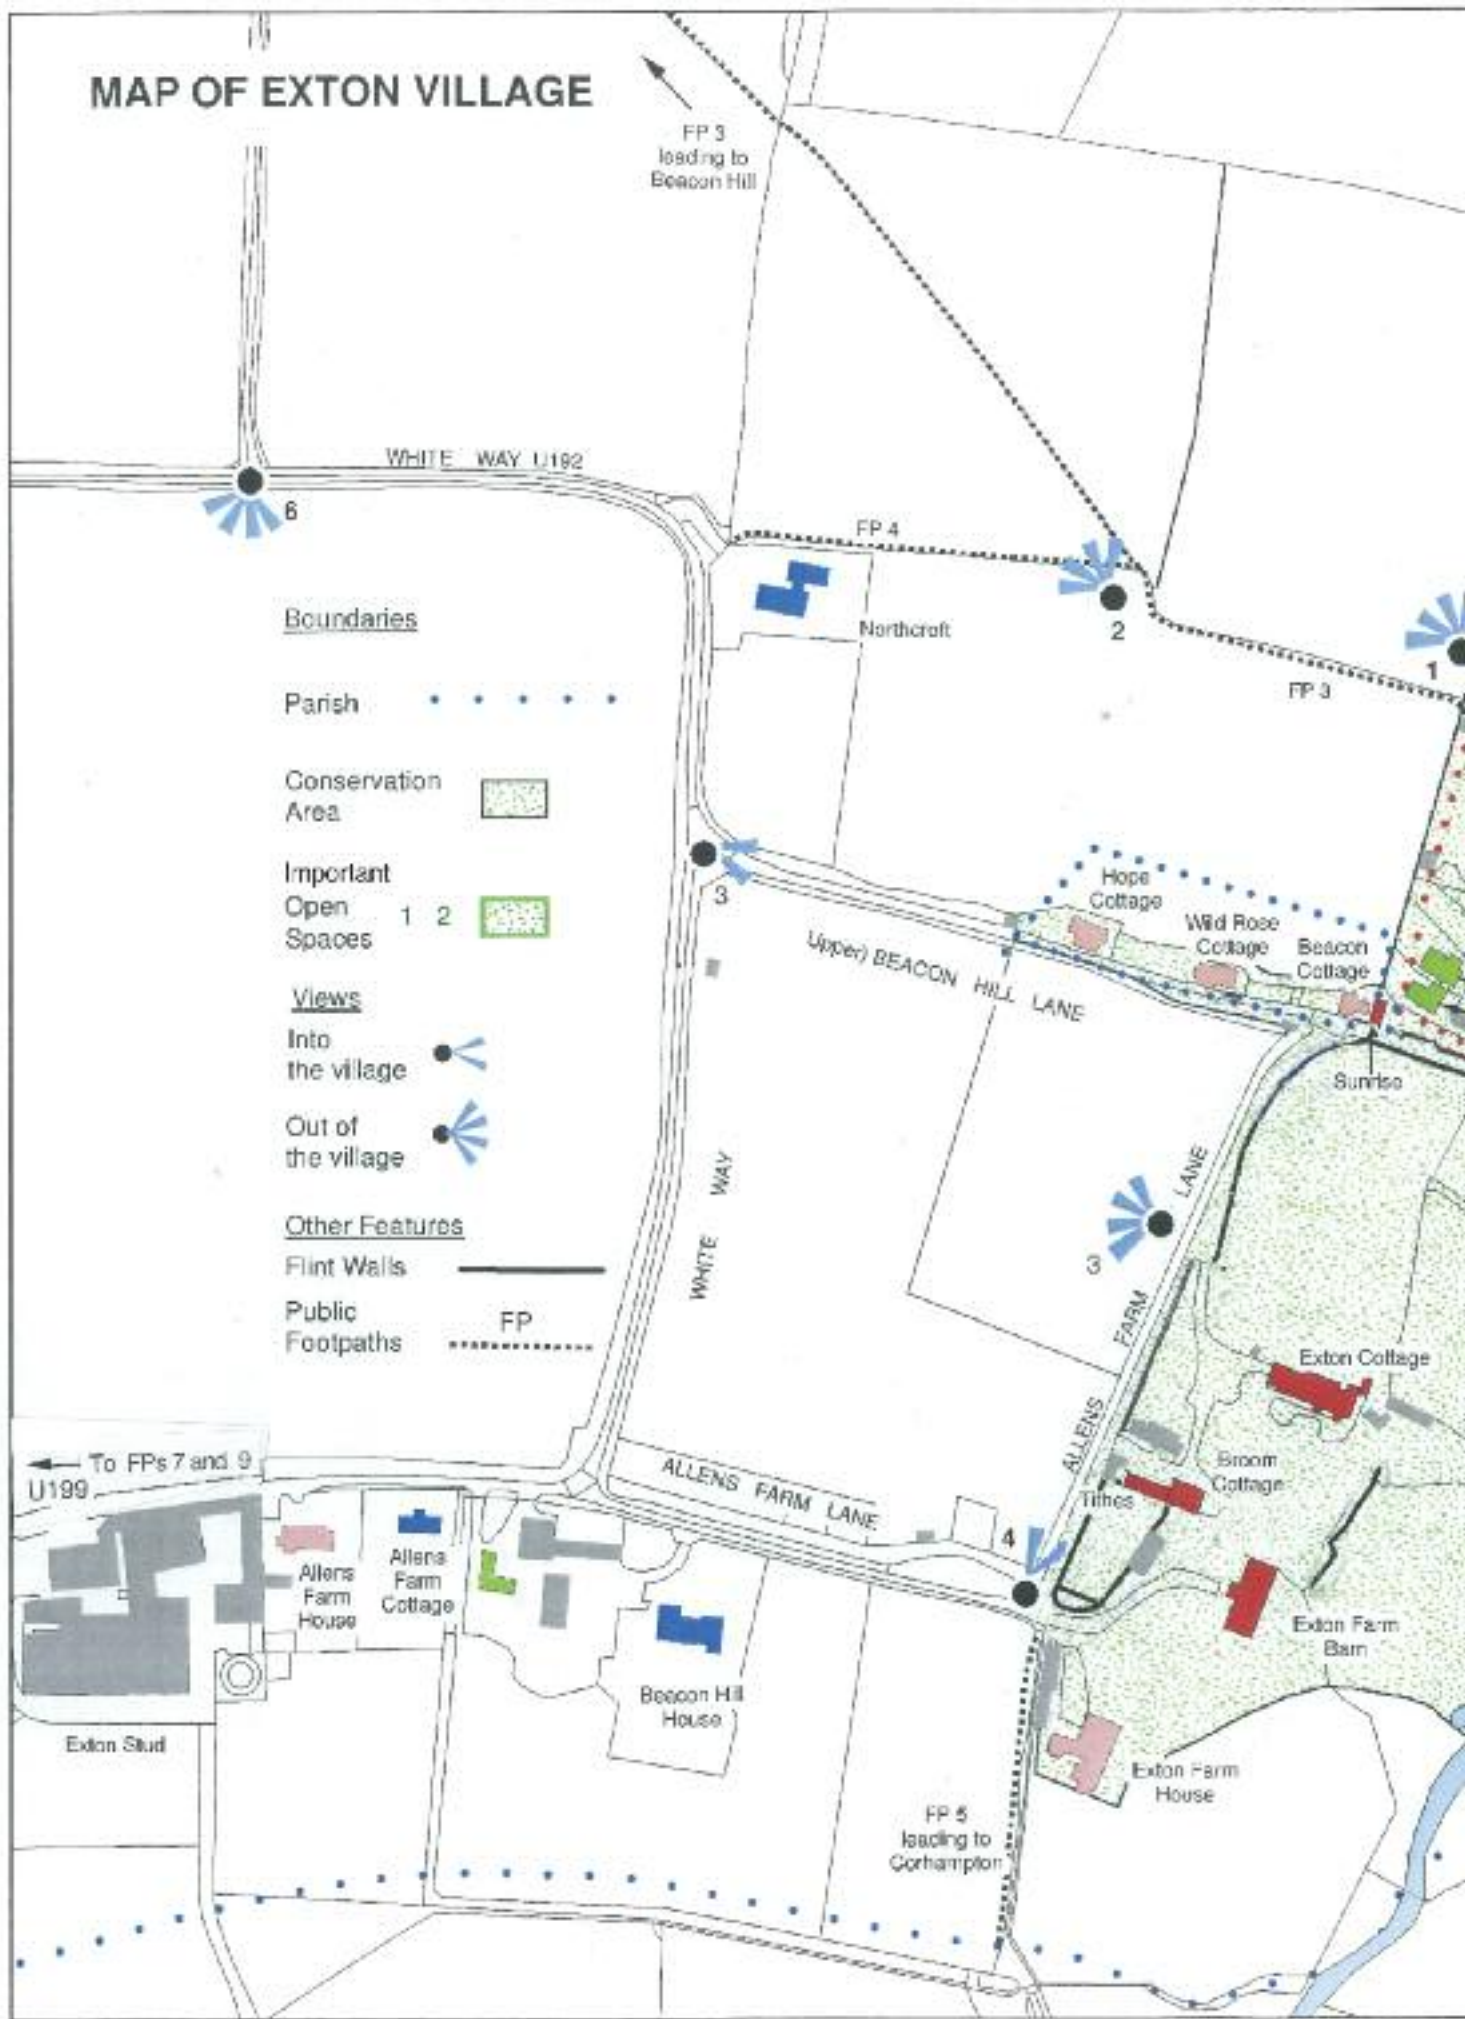 MAP OF EXTON VILLAGE
FP 3
leading to
Beacon Hill
WHITE WAY U192
6
FP 4
2
Northcroft
1
FP 3
Boundaries
Parish
Conservation
Area
Important
Open
Spaces
1 2
Views
Into
the village
Out of
the village
Other Features
Flint Walls
Public
Footpaths
FP
3
Upper) BEACON HILL LANE
Hope
Cottage
Wild Rose
Cottage
Beacon
Cottage
Sunrise
WHITE WAY
3
ALLENS FARM LANE
Exton Cottage
Broom
Cottage
Tithes
To FPs 7 and 9
U199
ALLENS FARM LANE
4
Allens
Farm
House
Allens
Farm
Cottage
Exton Farm
Barn
Beacon Hill
House
Exton Stud
Exton Farm
House
FP 5
leading to
Corhampton